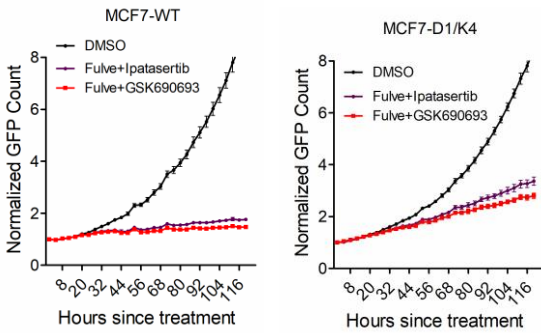 MCF7-WT
Normalized GFP Count
8
6
4
2
0
DMSO
Fulve+Ipatasertib
Fulve+GSK690693
8 20 32 44 56 68 80 92 104 116
Hours since treatment
MCF7-D1/K4
Normalized GFP Count
8
6
4
2
0
DMSO
Fulve+Ipatasertib
Fulve+GSK690693
8 20 32 44 56 68 80 92 104 116
Hours since treatment